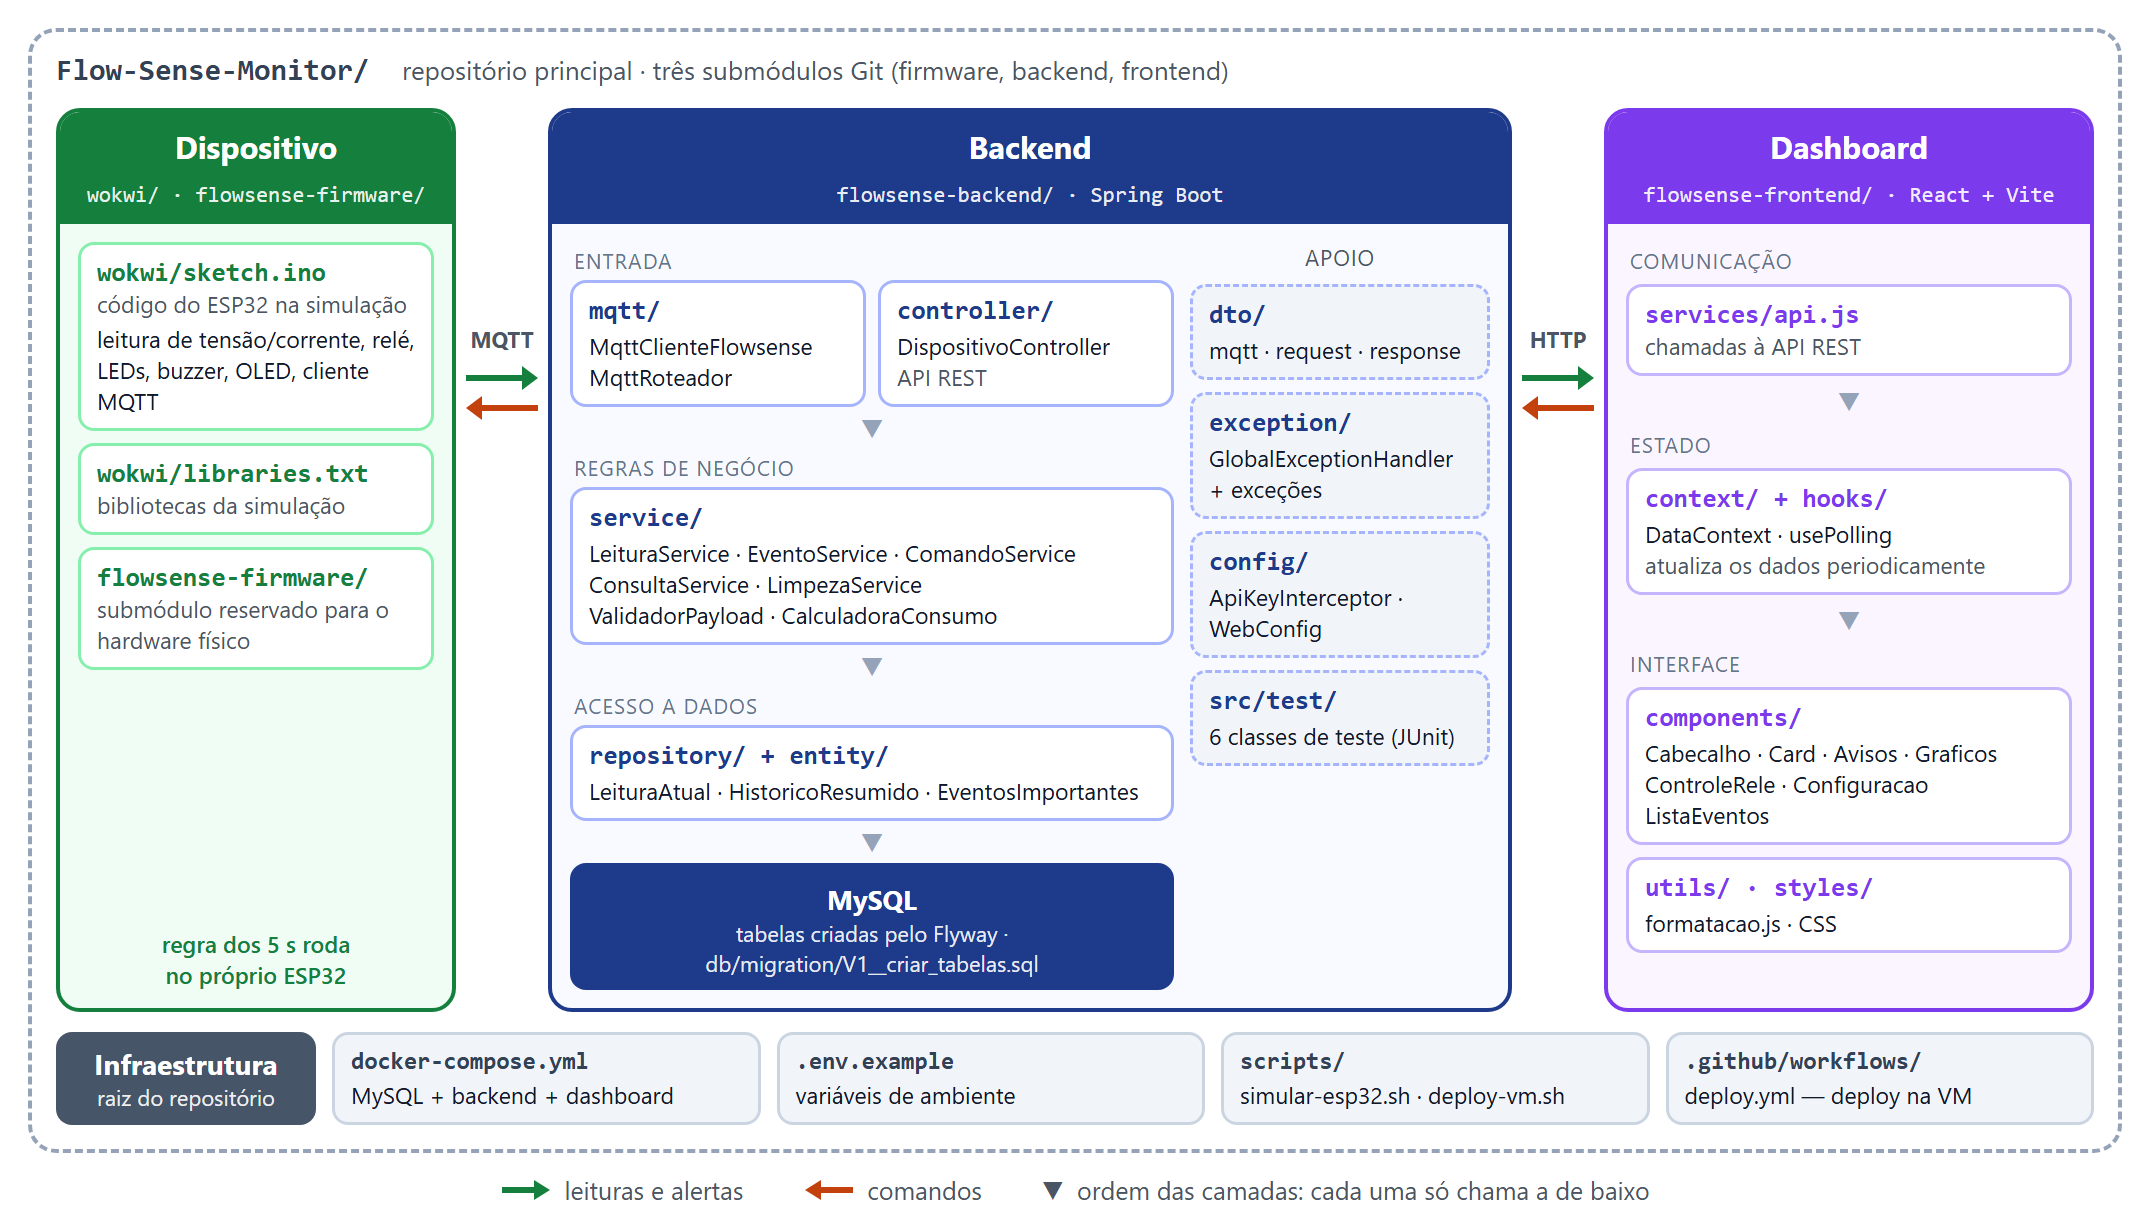 Flow-Sense-Monitor/ repositório principal · três submódulos Git (firmware, backend, frontend)
Dispositivo
wokwi/ · flowsense-firmware/
wokwi/sketch.ino
código do ESP32 na simulação
leitura de tensão/corrente, relé,
LEDs, buzzer, OLED, cliente
MQTT
wokwi/libraries.txt
bibliotecas da simulação
flowsense-firmware/
submódulo reservado para o
hardware físico
regra dos 5 s roda
no próprio ESP32
MQTT
Backend
flowsense-backend/ · Spring Boot
ENTRADA
mqtt/
MqttClienteFlowsense
MqttRoteador
controller/
DispositivoController
API REST
REGRAS DE NEGÓCIO
service/
LeituraService · EventoService · ComandoService
ConsultaService · LimpezaService
ValidadorPayload · CalculadoraConsumo
ACESSO A DADOS
repository/ + entity/
LeituraAtual · HistoricoResumido · EventosImportantes
MySQL
tabelas criadas pelo Flyway ·
db/migration/V1__criar_tabelas.sql
APOIO
dto/
mqtt · request · response
exception/
GlobalExceptionHandler
+ exceções
config/
ApiKeyInterceptor ·
WebConfig
src/test/
6 classes de teste (JUnit)
HTTP
Dashboard
flowsense-frontend/ · React + Vite
COMUNICAÇÃO
services/api.js
chamadas à API REST
ESTADO
context/ + hooks/
DataContext · usePolling
atualiza os dados periodicamente
INTERFACE
components/
Cabecalho · Card · Avisos · Graficos
ControleRele · Configuracao
ListaEventos
utils/ · styles/
formatacao.js · CSS
Infraestrutura
raiz do repositório
docker-compose.yml
MySQL + backend + dashboard
.env.example
variáveis de ambiente
scripts/
simular-esp32.sh · deploy-vm.sh
.github/workflows/
deploy.yml — deploy na VM
leituras e alertas
comandos
ordem das camadas: cada uma só chama a de baixo